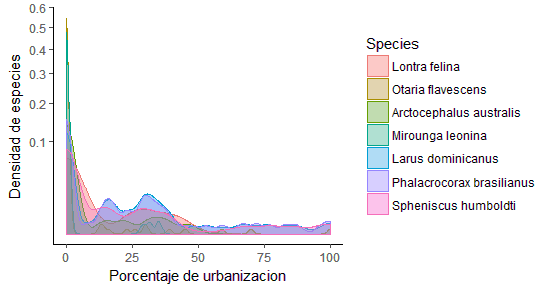 0.6
0.5
0.4
0.3
0.2
0.1
Densidad de especies
0
25
50
75
100
Porcentaje de urbanizacion
Species
Lontra felina
Otaria flavescens
Arctocephalus australis
Mirounga leonina
Larus dominicanus
Phalacrocorax brasilianus
Spheniscus humboldti